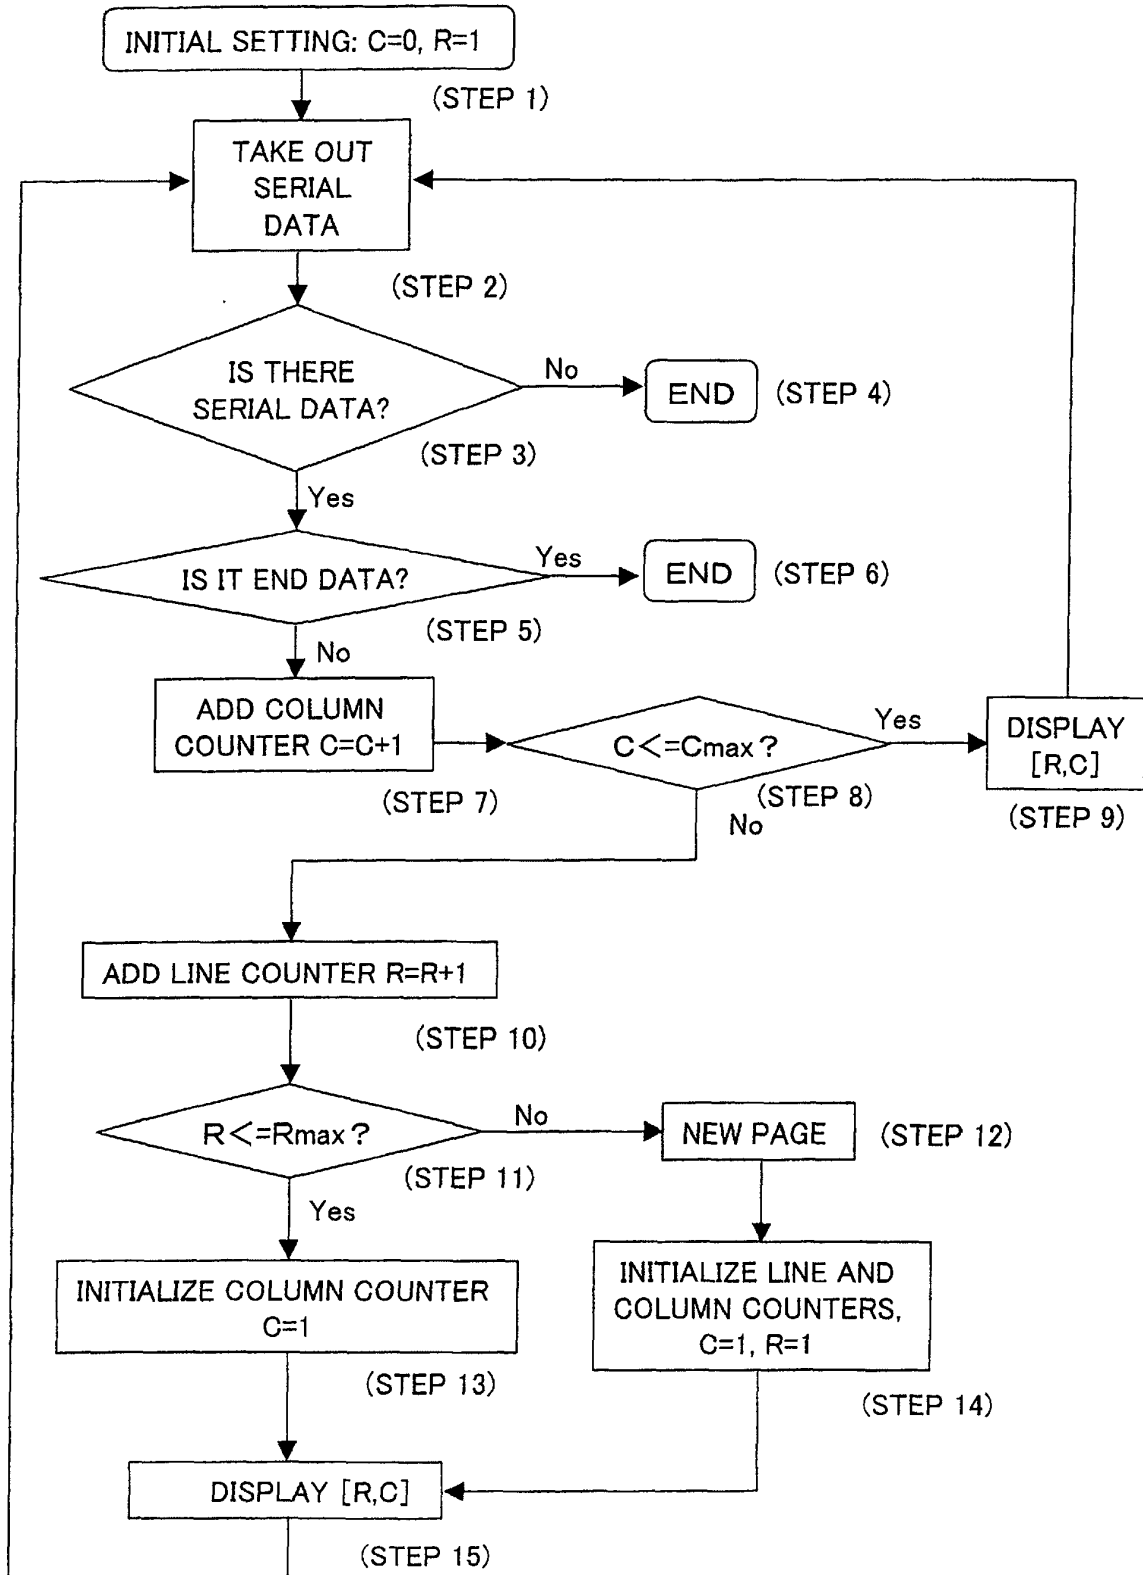 INITIAL SETTING: C=0, R=1
(STEP 1)
TAKE OUT
SERIAL
DATA
(STEP 2)
IS THERE
SERIAL DATA?
(STEP 3)
No
END
(STEP 4)
Yes
IS IT END DATA?
(STEP 5)
Yes
END
(STEP 6)
No
ADD COLUMN
COUNTER C=C+1
(STEP 7)
C<=Cmax?
(STEP 8)
Yes
DISPLAY
[R,C]
(STEP 9)
No
ADD LINE COUNTER R=R+1
(STEP 10)
R<=Rmax?
(STEP 11)
No
NEW PAGE
(STEP 12)
Yes
INITIALIZE COLUMN COUNTER
C=1
(STEP 13)
INITIALIZE LINE AND
COLUMN COUNTERS,
C=1, R=1
(STEP 14)
DISPLAY [R,C]
(STEP 15)